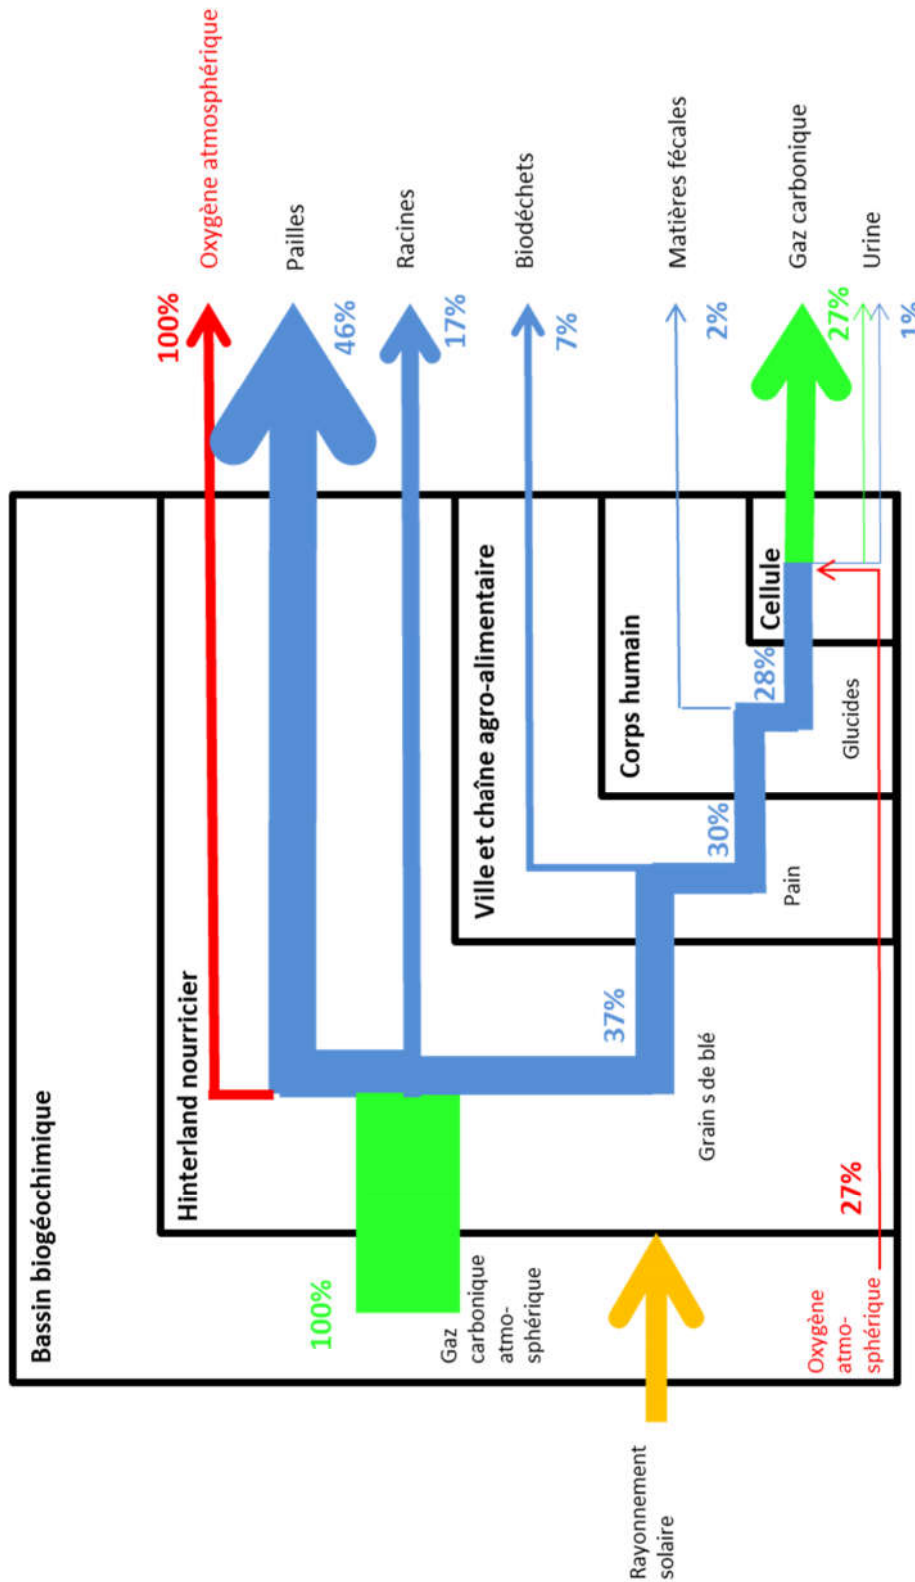 Bassin biogéochimique
Hinterland nourricier
Ville et chaîne agro-alimentaire
Corps humain
Cellule
100%
Oxygène atmosphérique
Pailles
46%
Racines
17%
Biodéchets
7%
Matières fécales
2%
Gaz carbonique
27%
Urine
1%
100%
Gaz
carbonique
atmo-
sphérique
37%
Grain s de blé
30%
Pain
28%
Glucides
Rayonnement
solaire
Oxygène
atmo-
sphérique
27%